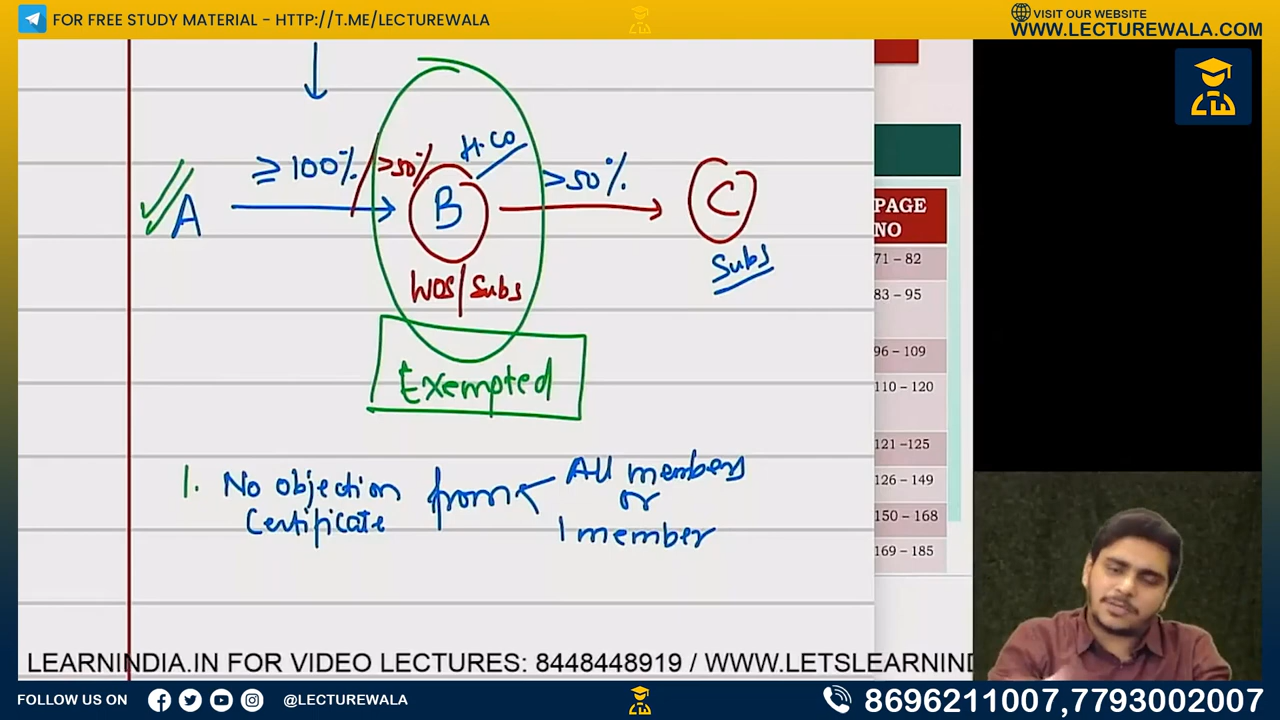 FOR FREE STUDY MATERIAL - HTTP://T.ME/LECTUREWALA
VISIT OUR WEBSITE
WWW.LECTUREWALA.COM
≥ 100% >50% H.Co >50%
A B C
WOS/Subs Subs
Exempted
1. No objection Certificate from All members
or
1 member
PAGE
NO
71 – 82
83 – 95
96 – 109
110 – 120
121 –125
126 – 149
150 – 168
169 – 185
LEARNINDIA.IN FOR VIDEO LECTURES: 8448448919 / WWW.LETSLEARNIND
FOLLOW US ON @LECTUREWALA 8696211007,7793002007